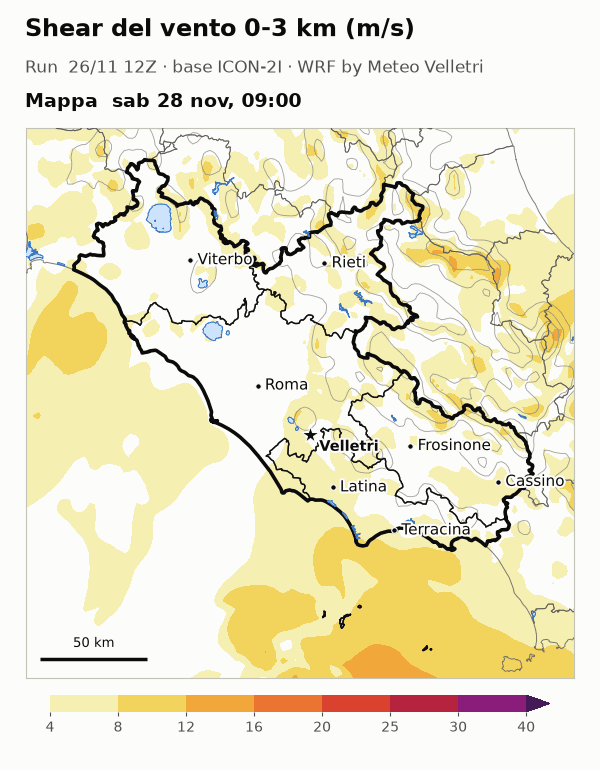 Shear del vento 0-3 km (m/s)
Run  26/11 12Z · base ICON-2I · WRF by Meteo Velletri
Mappa  sab 28 nov, 09:00
Viterbo
Rieti
Roma
Velletri
Frosinone
Cassino
Latina
Terracina
50 km
4 8 12 16 20 25 30 40